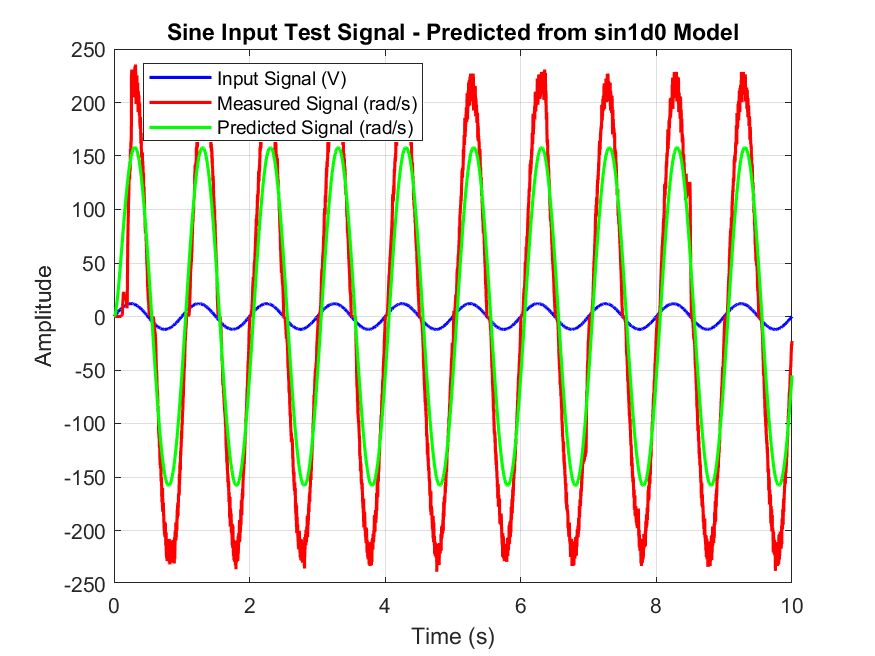 Sine Input Test Signal - Predicted from sin1d0 Model
Input Signal (V)
Measured Signal (rad/s)
Predicted Signal (rad/s)
Amplitude
250
200
150
100
50
0
-50
-100
-150
-200
-250
0 2 4 6 8 10
Time (s)